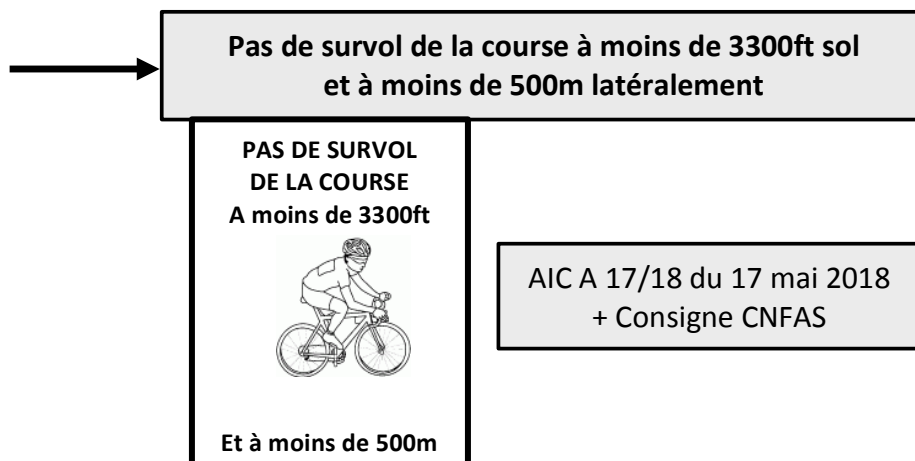 Pas de survol de la course à moins de 3300ft sol
et à moins de 500m latéralement
PAS DE SURVOL
DE LA COURSE
A moins de 3300ft
AIC A 17/18 du 17 mai 2018
+ Consigne CNFAS
Et à moins de 500m